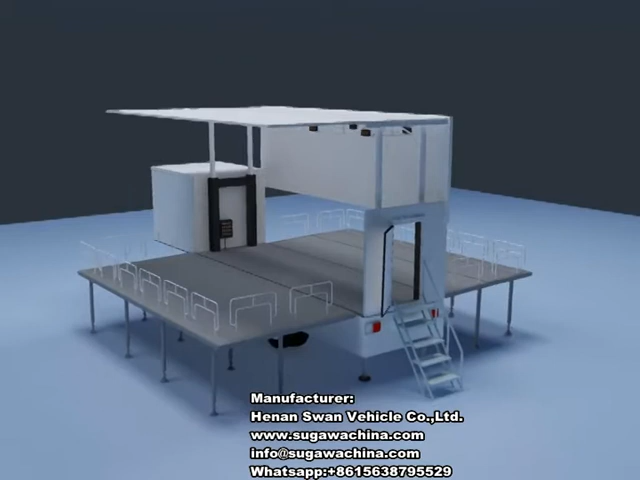 Manufacturer:
Henan Swan Vehicle Co.,Ltd.
www.sugawachina.com
info@sugawachina.com
Whatsapp:+8615638795529